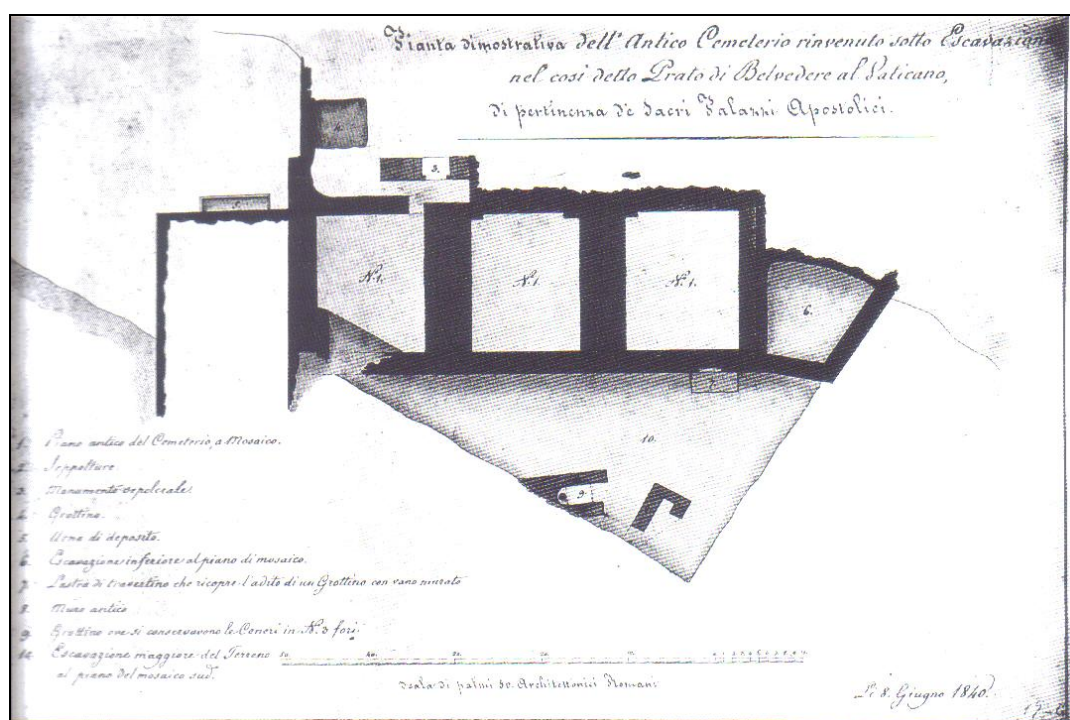 Pianta dimostrativa dell' Antico Cemeterio rinvenuto sotto Escavazione
nel così detto Prato di Belvedere al Vaticano,
di pertinenza de' Sacri Palazzi Apostolici.
3.
5.
N. 1.
N. 1
N. 1.
6.
7.
10.
9.
1. Piano antico del Cemeterio, a Mosaico.
2. Seppolture
3. Monumento sepolcrale.
4. Grottino.
5. Urna di deposito.
6. Escavazione inferiore al piano di mosaico.
7. Lastra di travertino che ricopre l'adito di un Grottino con vano murato
8. Muro antico
9. Grottino ove si conservavono le Ceneri in N. 3 fori.
10. Escavazione maggiore del Terreno
al piano del mosaico sud.
Scala di palmi 50 Architettonici Romani
Li 8. Giugno 1840.